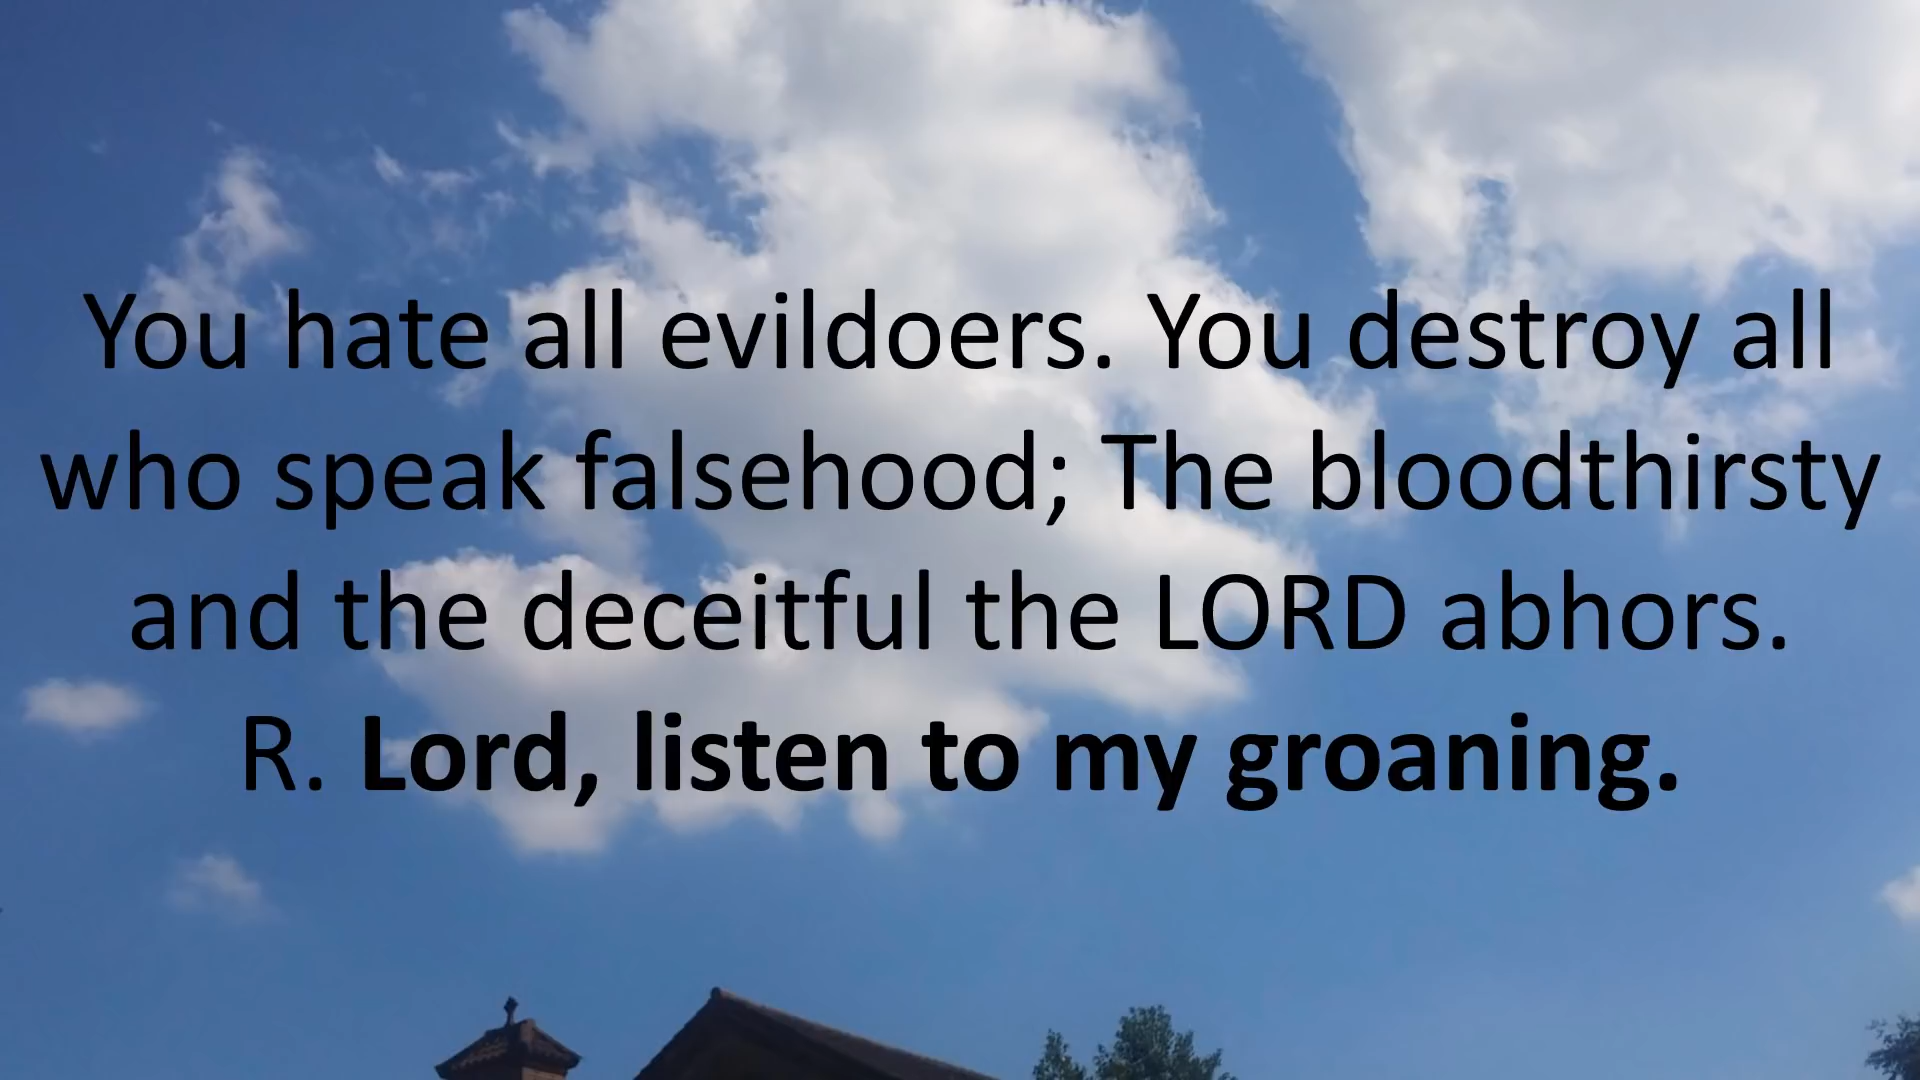 You hate all evildoers. You destroy all
who speak falsehood; The bloodthirsty
and the deceitful the LORD abhors.
R. Lord, listen to my groaning.